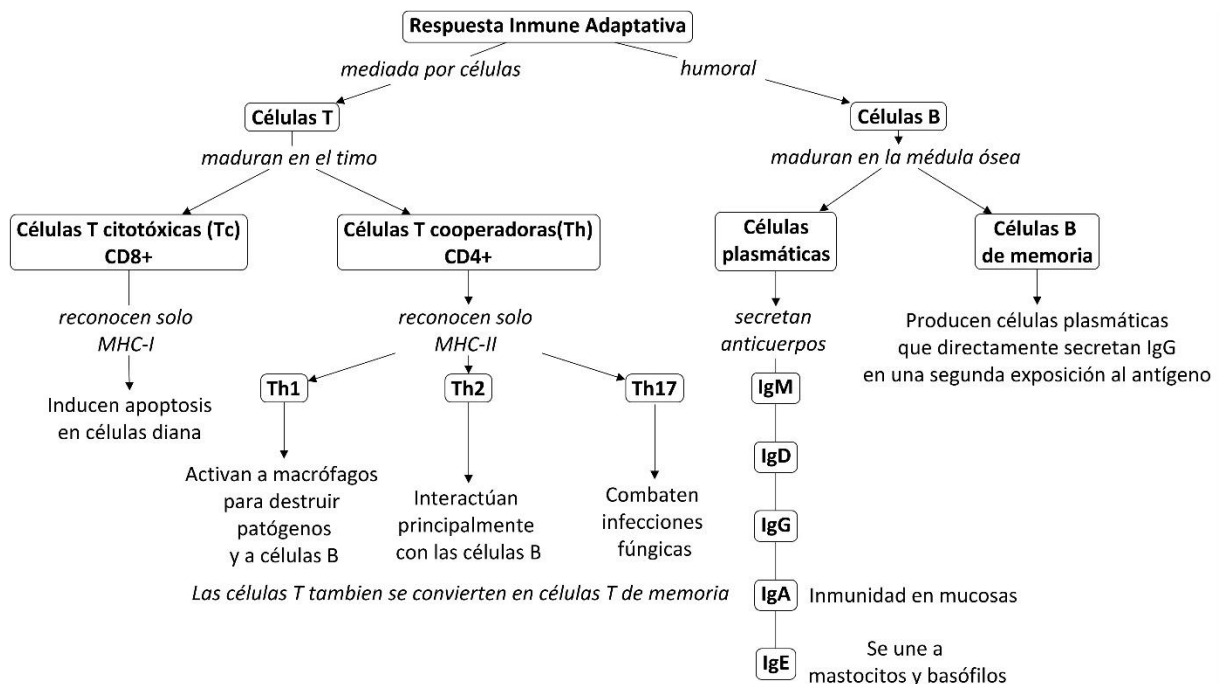 Respuesta Inmune Adaptativa
mediada por células
humoral
Células T
Células B
maduran en el timo
maduran en la médula ósea
Células T citotóxicas (Tc)
CD8+
Células T cooperadoras(Th)
CD4+
Células
plasmáticas
Células B
de memoria
reconocen solo
MHC-I
reconocen solo
MHC-II
secretan
anticuerpos
Producen células plasmáticas
que directamente secretan IgG
en una segunda exposición al antígeno
Inducen apoptosis
en células diana
Th1
Th2
Th17
IgM
IgD
IgG
Activan a macrófagos
para destruir
patógenos
y a células B
Interactúan
principalmente
con las células B
Combaten
infecciones
fúngicas
Las células T tambien se convierten en células T de memoria
IgA
Inmunidad en mucosas
IgE
Se une a
mastocitos y basófilos